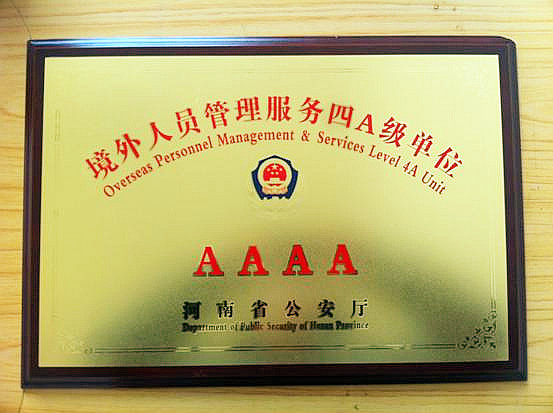 境外人员管理服务四A级单位
Overseas Personnel Management & Services Level 4A Unit
AAAA
河南省公安厅
Department of Public Security of Henan Province